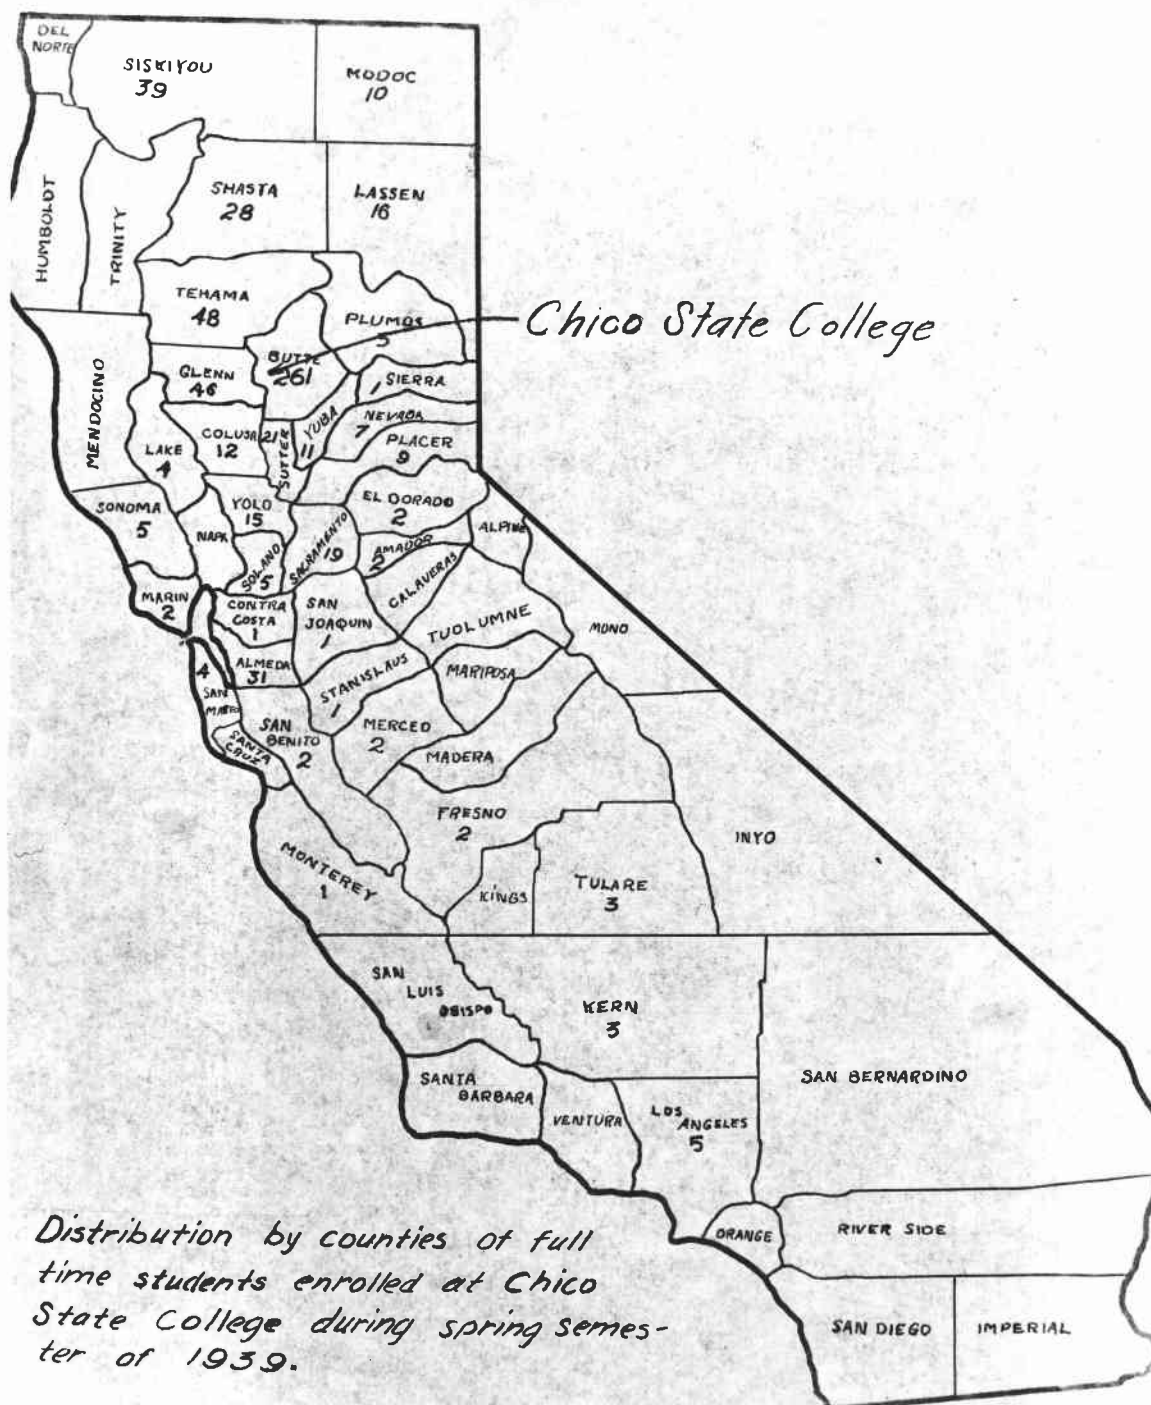 DEL
NORTE
SISKIYOU
39
MODOC
10
HUMBOLDT
TRINITY
SHASTA
28
LASSEN
16
TEHAMA
48
PLUMOS
5
Chico State College
BUTTE
261
GLENN
46
SIERRA
1
MENDOCINO
LAKE
4
COLUSA
12
21
SUTTER
YUBA
11
NEVADA
7
PLACER
9
SONOMA
5
NAPA
YOLO
15
EL DORADO
2
SOLANO
5
SACRAMENTO
19
AMADOR
2
ALPINE
CALAVERAS
MARIN
2
CONTRA
COSTA
1
SAN
JOAQUIN
1
TUOLUMNE
MONO
4
SAN
MATEO
ALMEDA
31
STANISLAUS
1
MARIPOSA
SANTA
CRUZ
SAN
BENITO
2
MERCED
2
MADERA
FRESNO
2
INYO
MONTEREY
1
KINGS
TULARE
3
SAN
LUIS
OBISPO
KERN
3
SANTA
BARBARA
VENTURA
LOS
ANGELES
5
SAN BERNARDINO
ORANGE
RIVER SIDE
SAN DIEGO
IMPERIAL
Distribution by counties of full
time students enrolled at Chico
State College during spring semes-
ter of 1939.